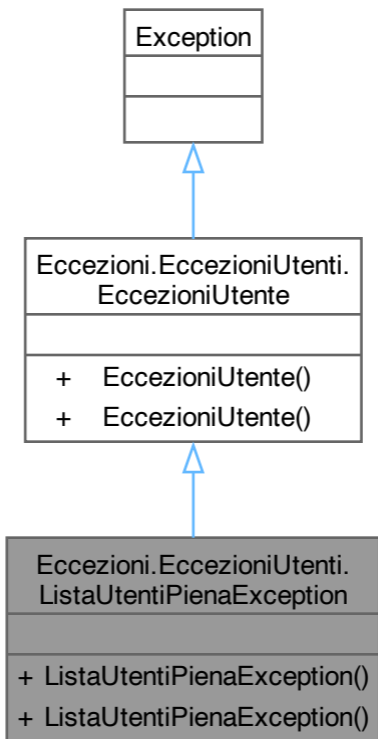 Exception
Eccezioni.EccezioniUtenti.
EccezioniUtente
+ EccezioniUtente()
+ EccezioniUtente()
Eccezioni.EccezioniUtenti.
ListaUtentiPienaException
+ ListaUtentiPienaException()
+ ListaUtentiPienaException()